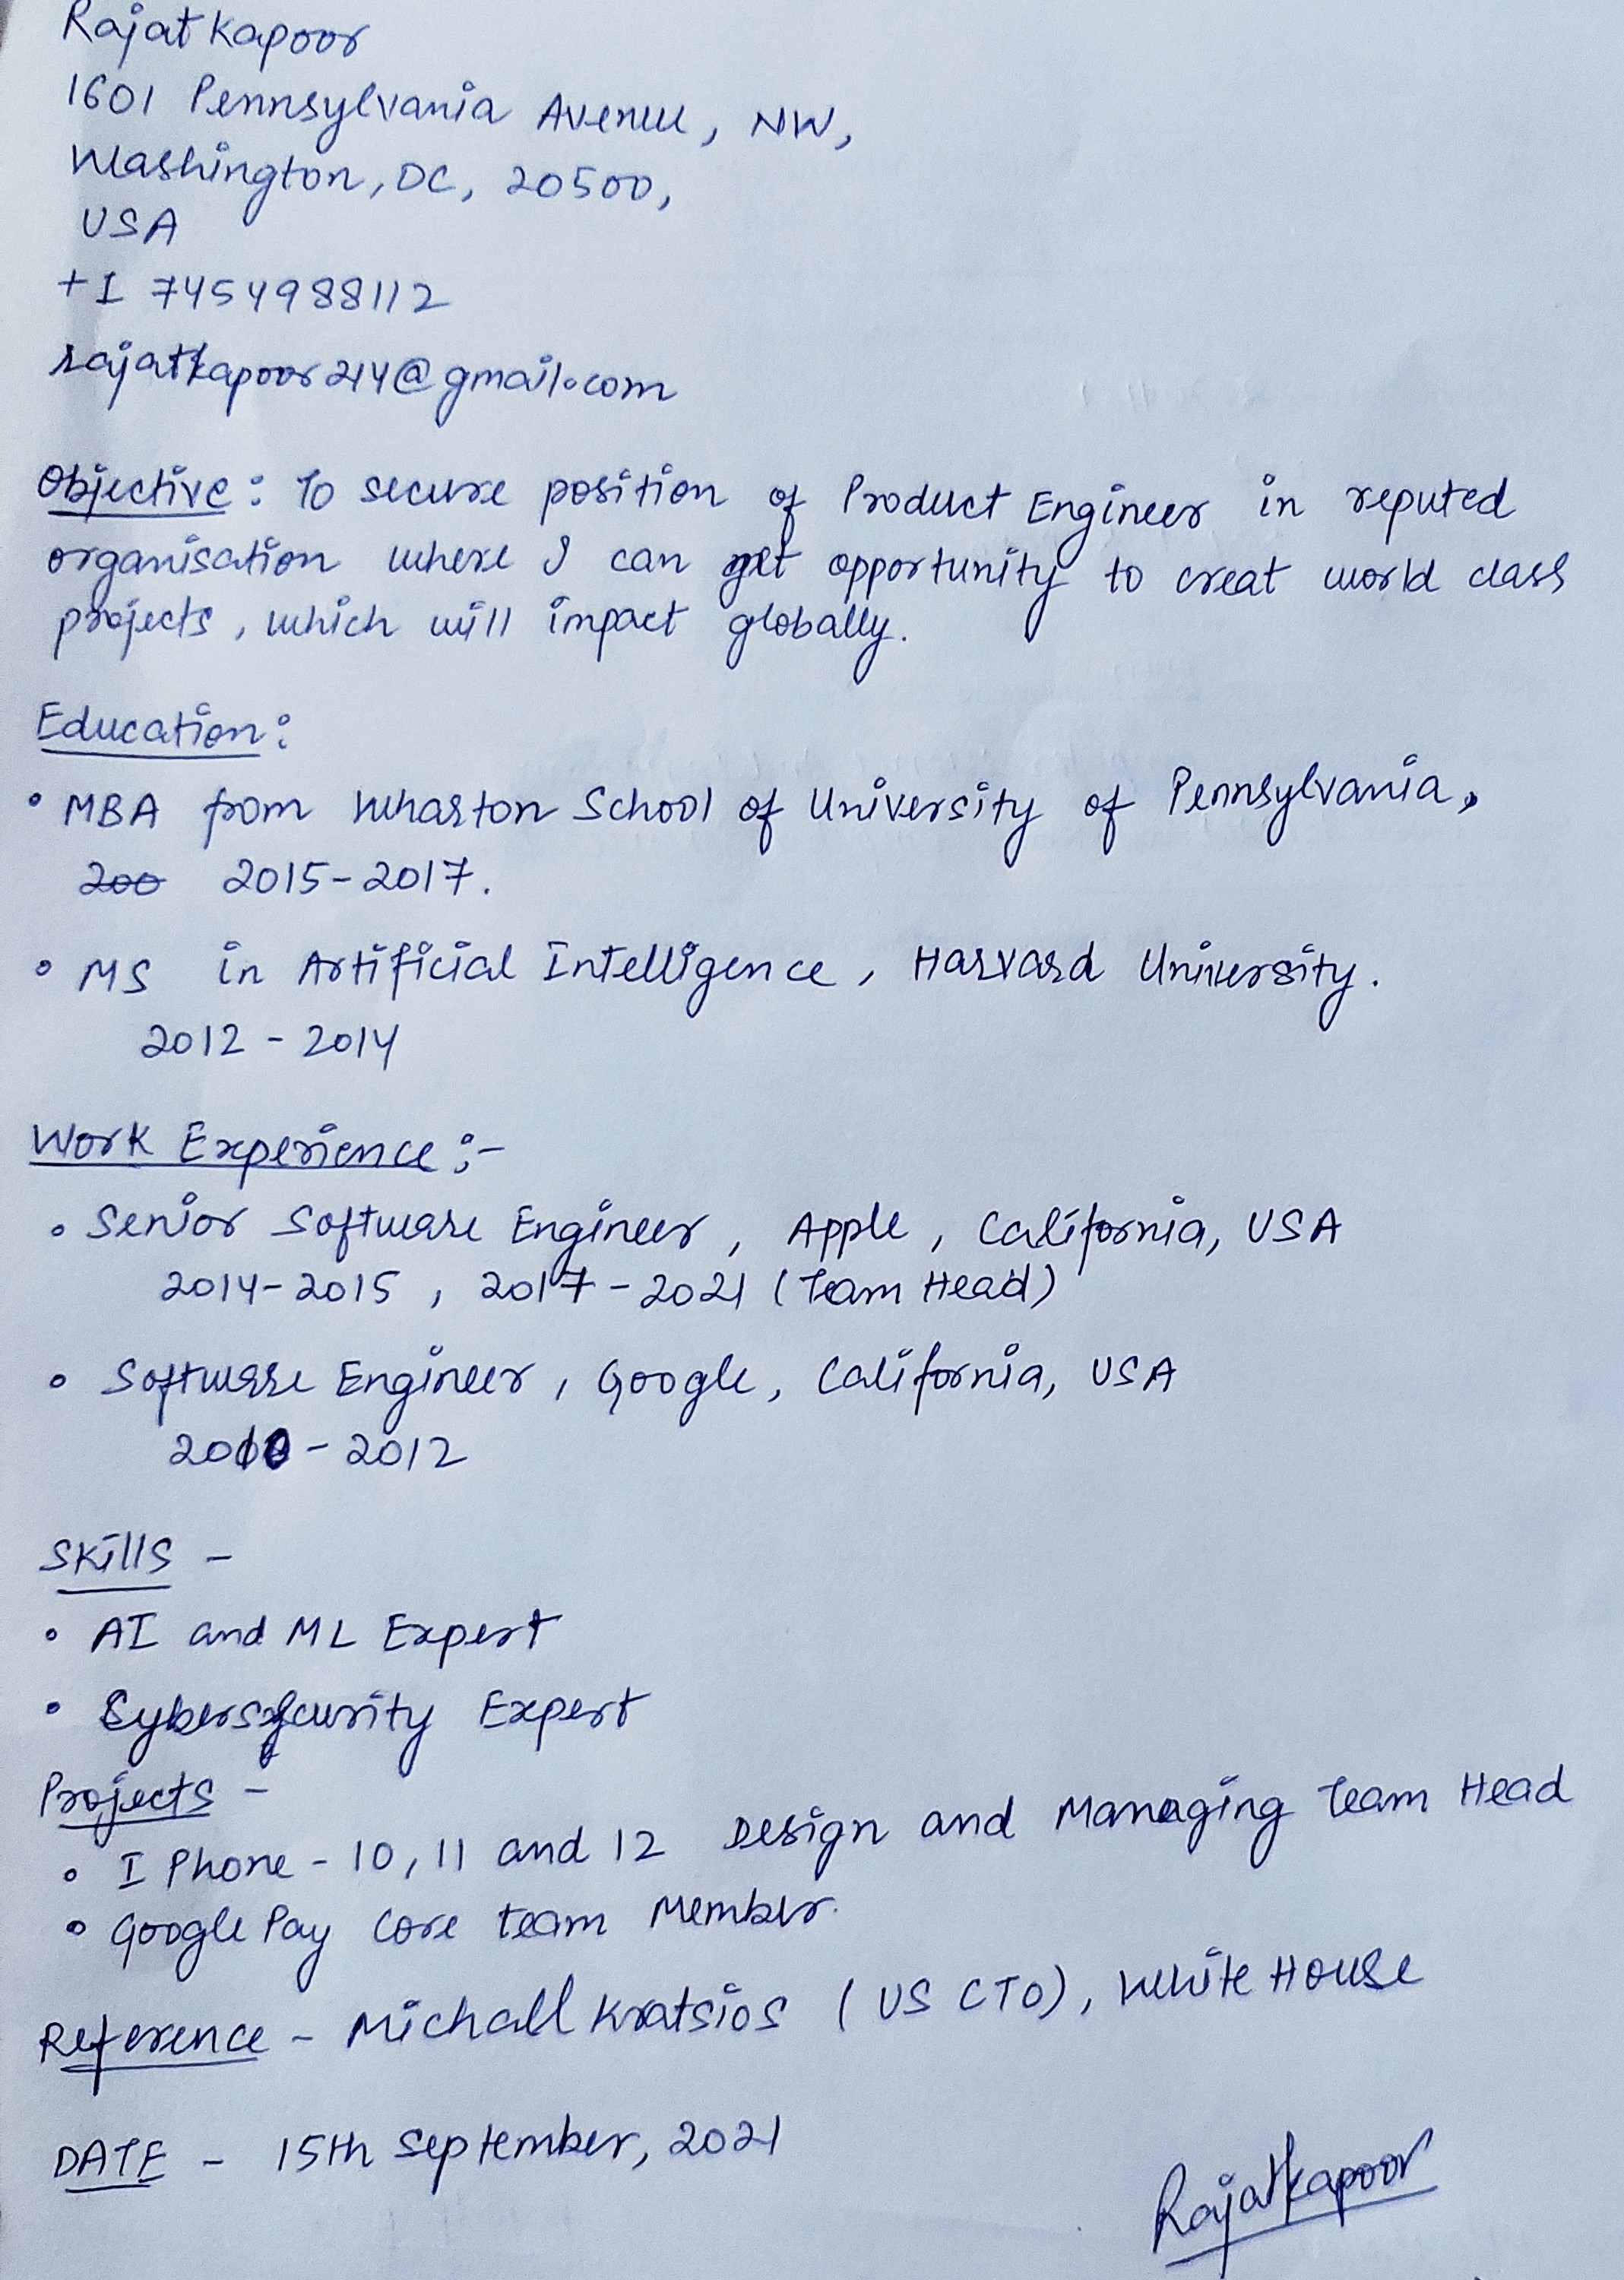 Rajat Kapoor
1601 Pennsylvania Avenue, NW,
Washington, DC, 20500,
USA
+1 7454988112
rajatkapoor214@gmail.com
Objective: To secure position of Product Engineer in reputed
organisation where I can get opportunity to creat world class
projects, which will impact globally.
Education:
• MBA from Wharton School of University of Pennsylvania,
200 2015-2017.
• MS in Artificial Intelligence, Harvard University.
2012 - 2014
Work Experience:-
• Senior Software Engineer, Apple, California, USA
2014-2015, 2017-2021 (Team Head)
• Software Engineer, Google, California, USA
2010 - 2012
Skills -
• AI and ML Expert
• Cybersecurity Expert
Projects -
• I Phone - 10, 11 and 12 Design and Managing Team Head
• Google Pay Core team Member.
Reference - Michall Kratsios (US CTO), White House
DATE - 15th September, 2021
Rajatkapoor